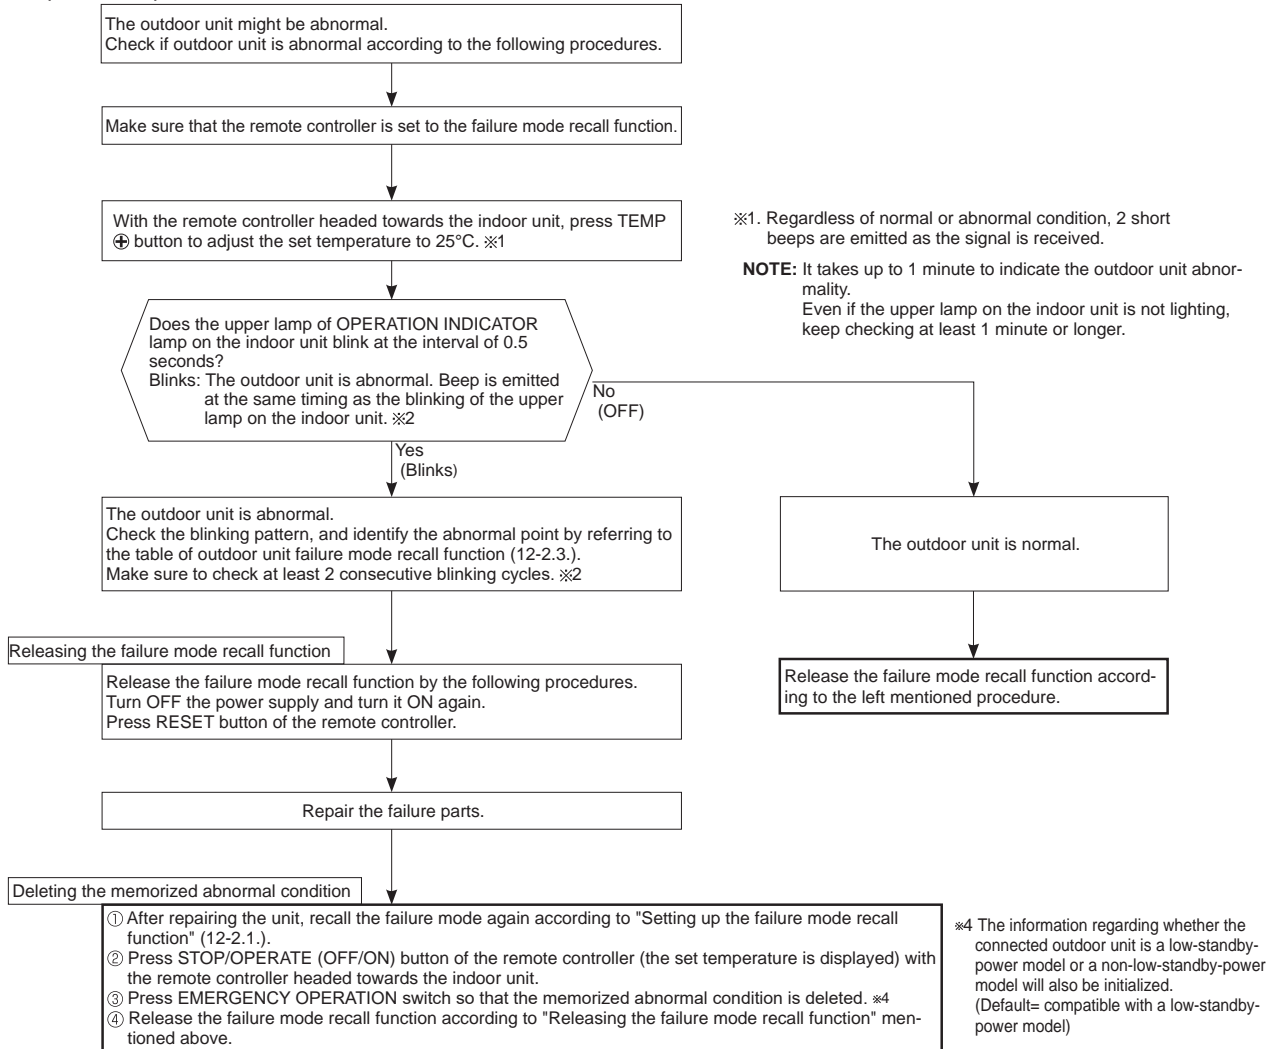 The outdoor unit might be abnormal.
Check if outdoor unit is abnormal according to the following procedures.
Make sure that the remote controller is set to the failure mode recall function.
With the remote controller headed towards the indoor unit, press TEMP
⊕ button to adjust the set temperature to 25°C. ※1
※1. Regardless of normal or abnormal condition, 2 short
beeps are emitted as the signal is received.
NOTE: It takes up to 1 minute to indicate the outdoor unit abnor-
mality.
Even if the upper lamp on the indoor unit is not lighting,
keep checking at least 1 minute or longer.
Does the upper lamp of OPERATION INDICATOR
lamp on the indoor unit blink at the interval of 0.5
seconds?
Blinks: The outdoor unit is abnormal. Beep is emitted
at the same timing as the blinking of the upper
lamp on the indoor unit. ※2
No
(OFF)
Yes
(Blinks)
The outdoor unit is abnormal.
Check the blinking pattern, and identify the abnormal point by referring to
the table of outdoor unit failure mode recall function (12-2.3.).
Make sure to check at least 2 consecutive blinking cycles. ※2
The outdoor unit is normal.
Releasing the failure mode recall function
Release the failure mode recall function by the following procedures.
Turn OFF the power supply and turn it ON again.
Press RESET button of the remote controller.
Release the failure mode recall function accord-
ing to the left mentioned procedure.
Repair the failure parts.
Deleting the memorized abnormal condition
① After repairing the unit, recall the failure mode again according to "Setting up the failure mode recall
function" (12-2.1.).
② Press STOP/OPERATE (OFF/ON) button of the remote controller (the set temperature is displayed) with
the remote controller headed towards the indoor unit.
③ Press EMERGENCY OPERATION switch so that the memorized abnormal condition is deleted. ※4
④ Release the failure mode recall function according to "Releasing the failure mode recall function" men-
tioned above.
※4 The information regarding whether the
connected outdoor unit is a low-standby-
power model or a non-low-standby-power
model will also be initialized.
(Default= compatible with a low-standby-
power model)